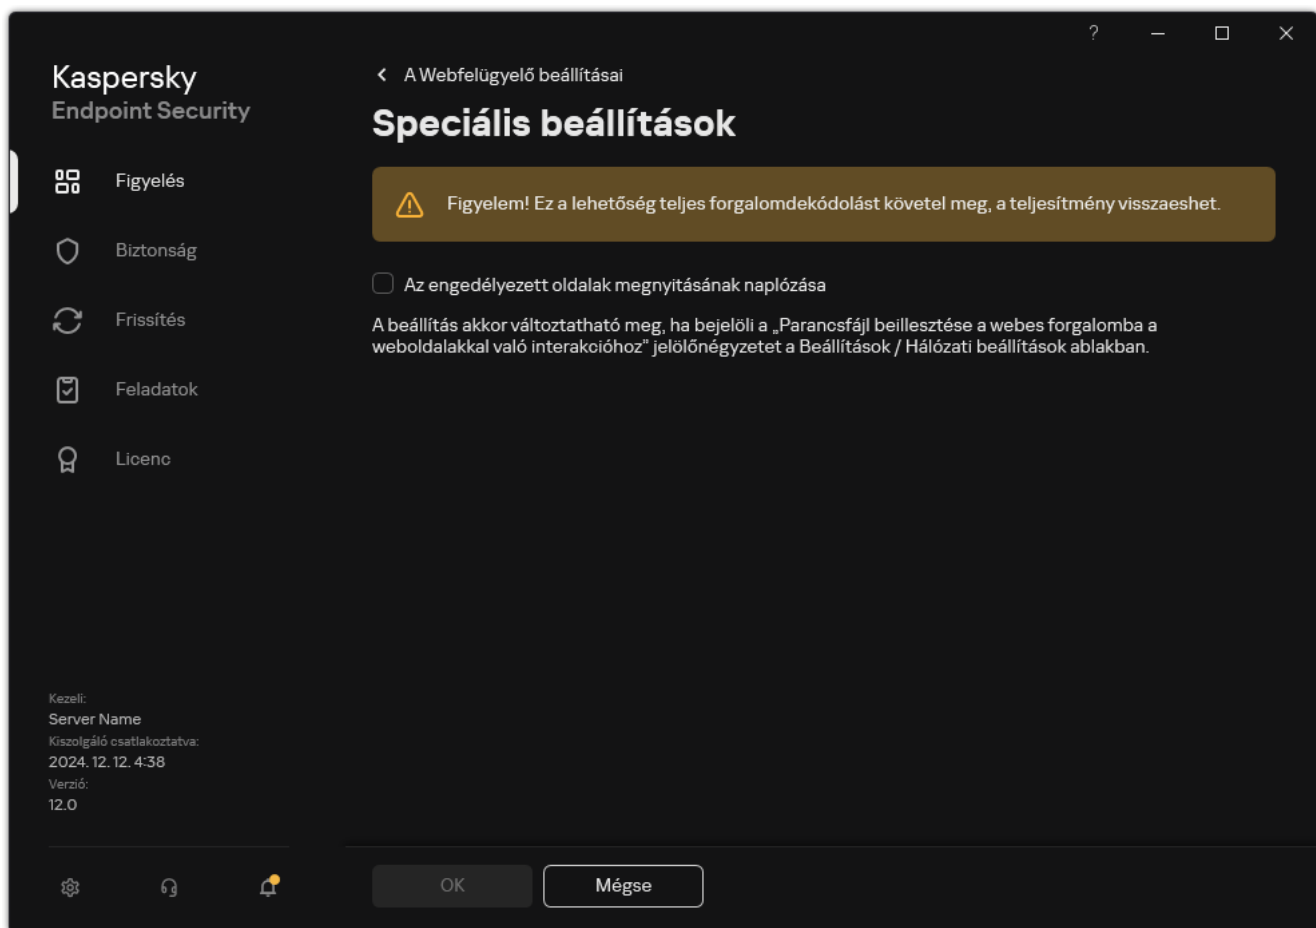 ?
Kaspersky
Endpoint Security
Figyelés
Biztonság
Frissítés
Feladatok
Licenc
Kezeli:
Server Name
Kiszolgáló csatlakoztatva:
2024. 12. 12. 4:38
Verzió:
12.0
A Webfelügyelő beállításai
Speciális beállítások
Figyelem! Ez a lehetőség teljes forgalomdekódolást követel meg, a teljesítmény visszaeshet.
Az engedélyezett oldalak megnyitásának naplózása
A beállítás akkor változtatható meg, ha bejelöli a „Parancsfájl beillesztése a webes forgalomba a
weboldalakkal való interakcióhoz” jelölőnégyzetet a Beállítások / Hálózati beállítások ablakban.
OK
Mégse